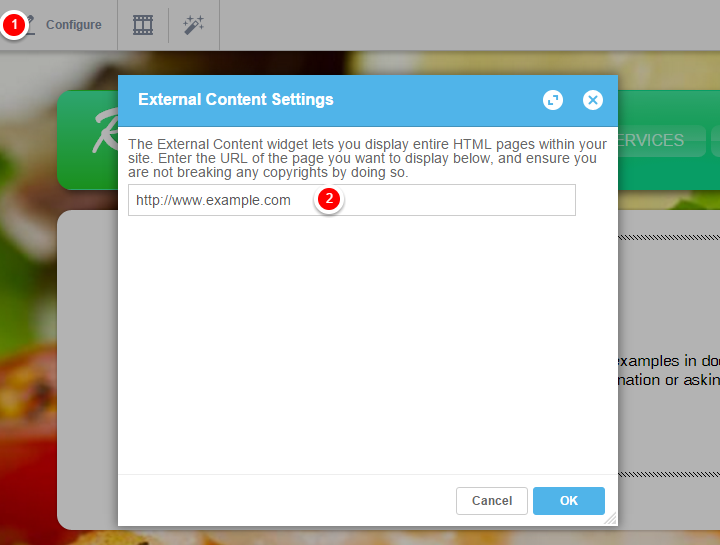 1
Configure
External Content Settings
The External Content widget lets you display entire HTML pages within your
site. Enter the URL of the page you want to display below, and ensure you
are not breaking any copyrights by doing so.
http://www.example.com
2
ERVICES
examples in do
nation or askin
Cancel
OK